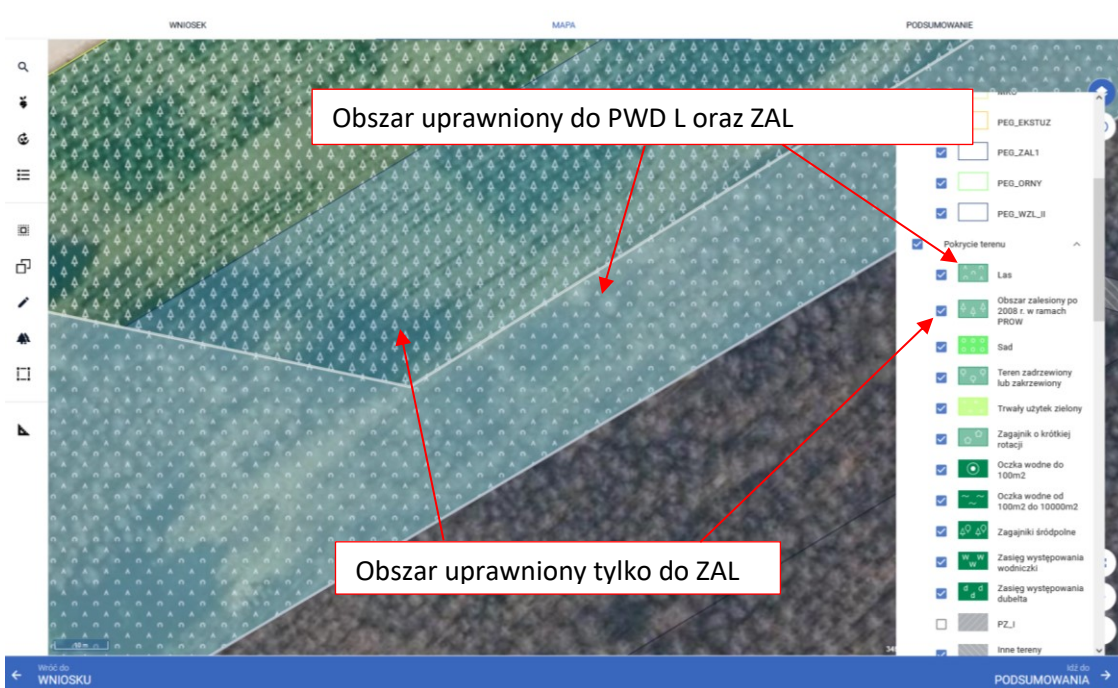 WNIOSEK
MAPA
PODSUMOWANIE
Obszar uprawniony do PWD L oraz ZAL
PEG_EKSTUZ
PEG_ZAL1
PEG_ORNY
PEG_WZL_II
Pokrycie terenu
Las
Obszar zalesiony po
2008 r. w ramach
PROW
Sad
Teren zadrzewiony
lub zakrzewiony
Trwały użytek zielony
Zagajnik o krótkiej
rotacji
Oczka wodne do
100m2
Oczka wodne od
100m2 do 10000m2
Zagajniki śródpolne
Zasięg występowania
wodniczki
Zasięg występowania
dubelta
PZ_I
Inne tereny
Obszar uprawniony tylko do ZAL
10 m
Wróć do
WNIOSKU
Idź do
PODSUMOWANIA